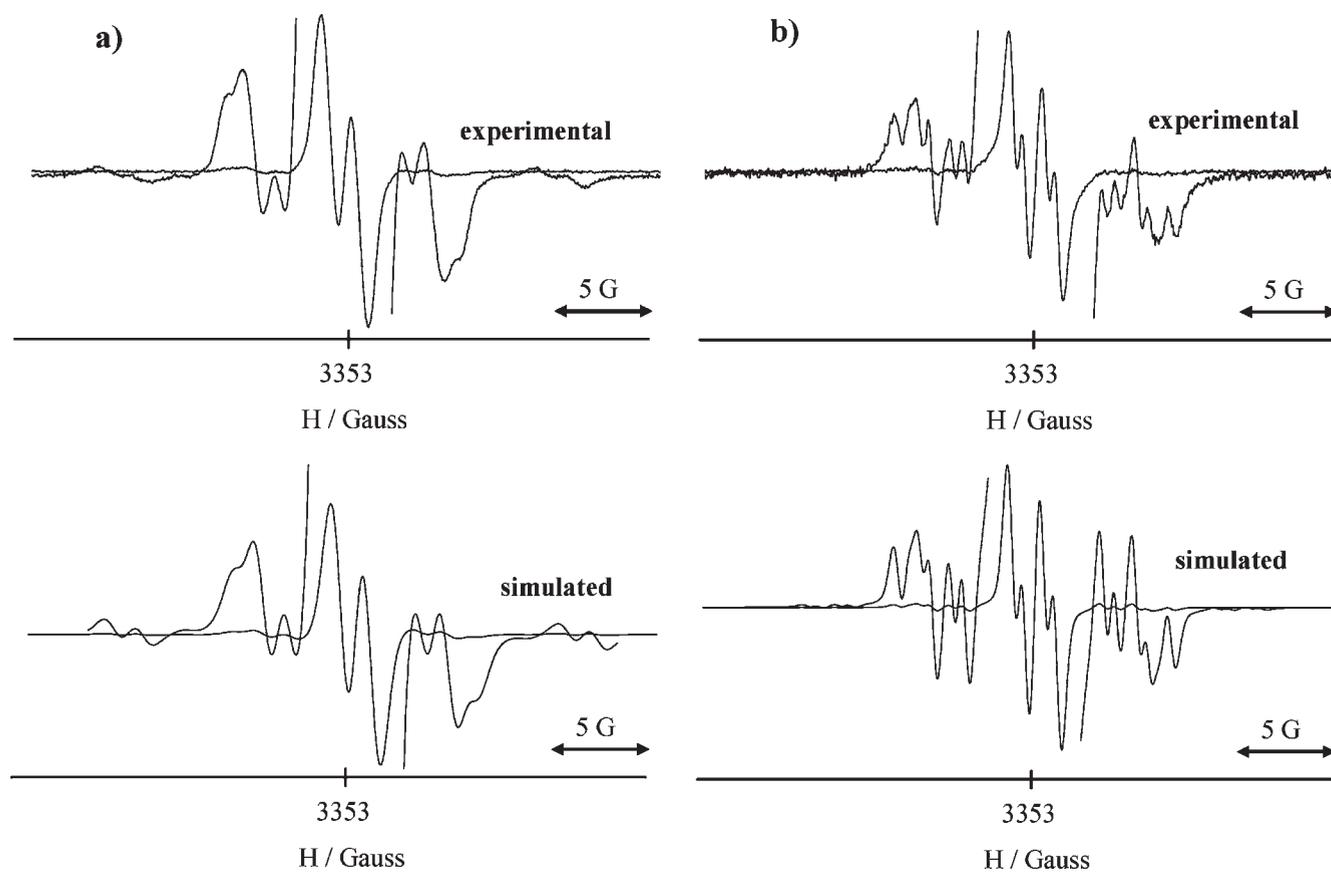 a)
experimental
5 G
3353
H / Gauss
simulated
5 G
3353
H / Gauss
b)
experimental
5 G
3353
H / Gauss
simulated
5 G
3353
H / Gauss